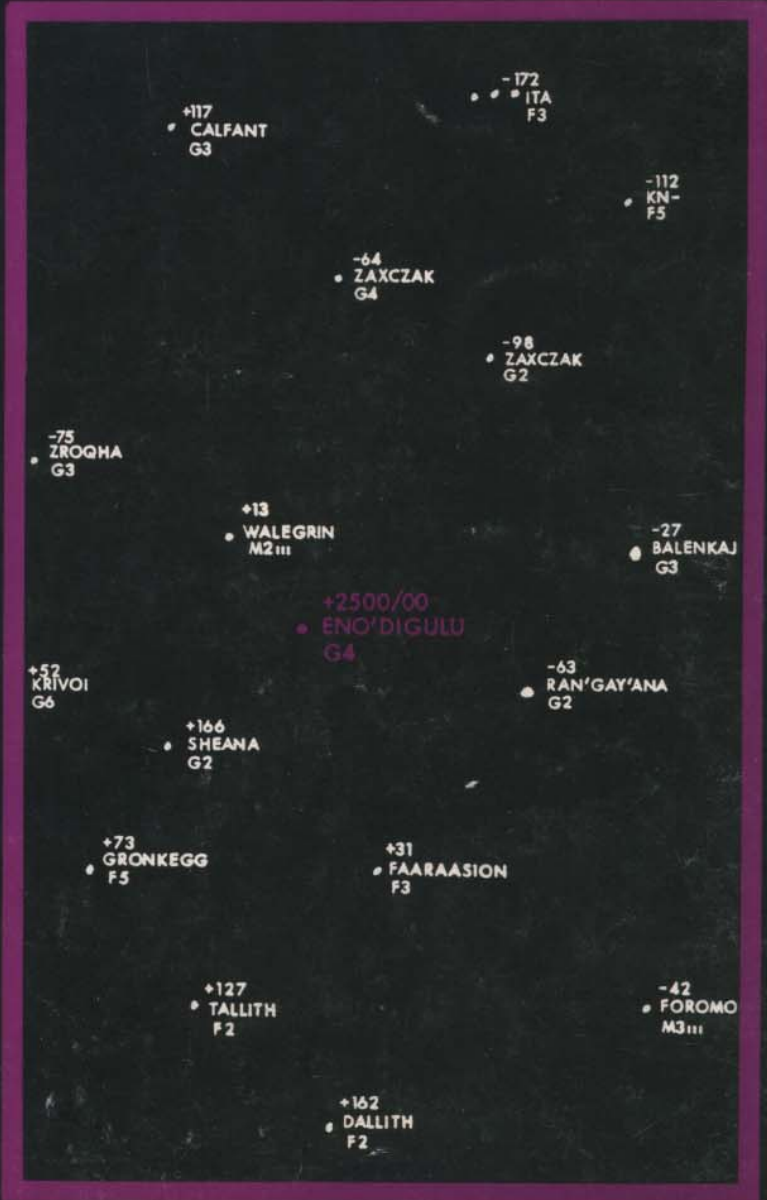 -172
ITA
F3
+117
CALFANT
G3
-112
KN-
F5
-64
ZAXCZAK
G4
-98
ZAXCZAK
G2
-75
ZROQHA
G3
+13
WALEGRIN
M2III
-27
BALENKAJ
G3
+2500/00
ENO'DIGULU
G4
+52
KRIVOI
G6
-63
RAN'GAY'ANA
G2
+166
SHEANA
G2
+73
GRONKEGG
F5
+31
FAARAASION
F3
+127
TALLITH
F2
-42
FOROMO
M3III
+162
DALLITH
F2